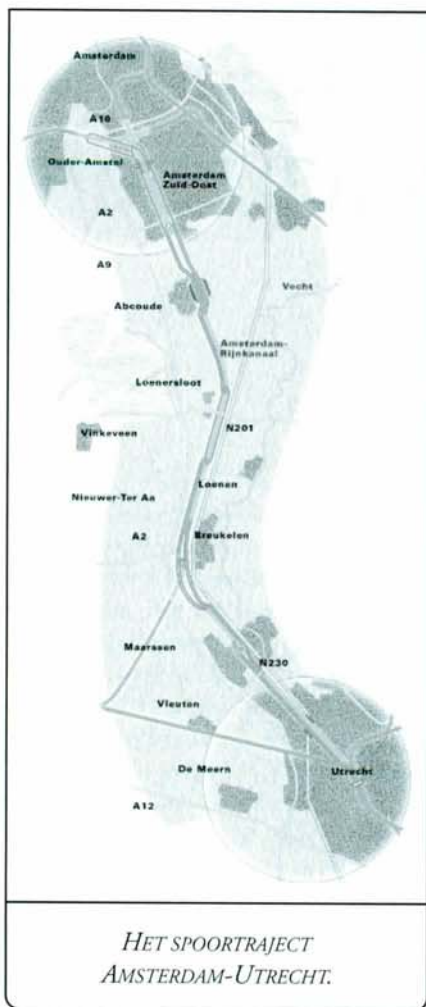 Amsterdam
A10
Ouder-Amstel
Amsterdam
Zuid-Oost
A2
A9
Vecht
Abcoude
Amsterdam-
Rijnkanaal
Loenersloot
N201
Vinkeveen
Loenen
Nieuwer-Ter Aa
A2
Breukelen
Maarssen
N230
Vleuten
De Meern
Utrecht
A12
HET SPOORTRAJECT
AMSTERDAM-UTRECHT.